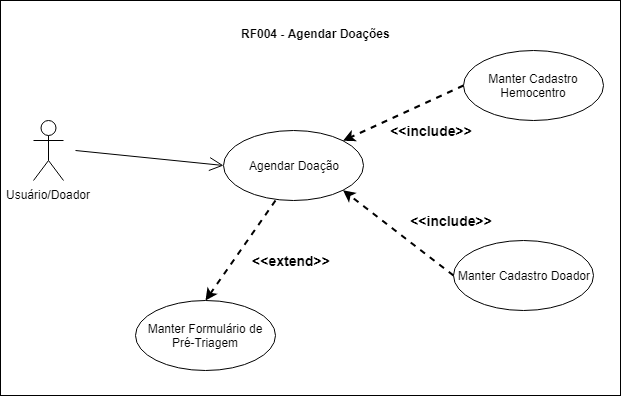 RF004 - Agendar Doações
Manter Cadastro
Hemocentro
<<include>>
Agendar Doação
Usuário/Doador
<<include>>
<<extend>>
Manter Cadastro Doador
Manter Formulário de
Pré-Triagem